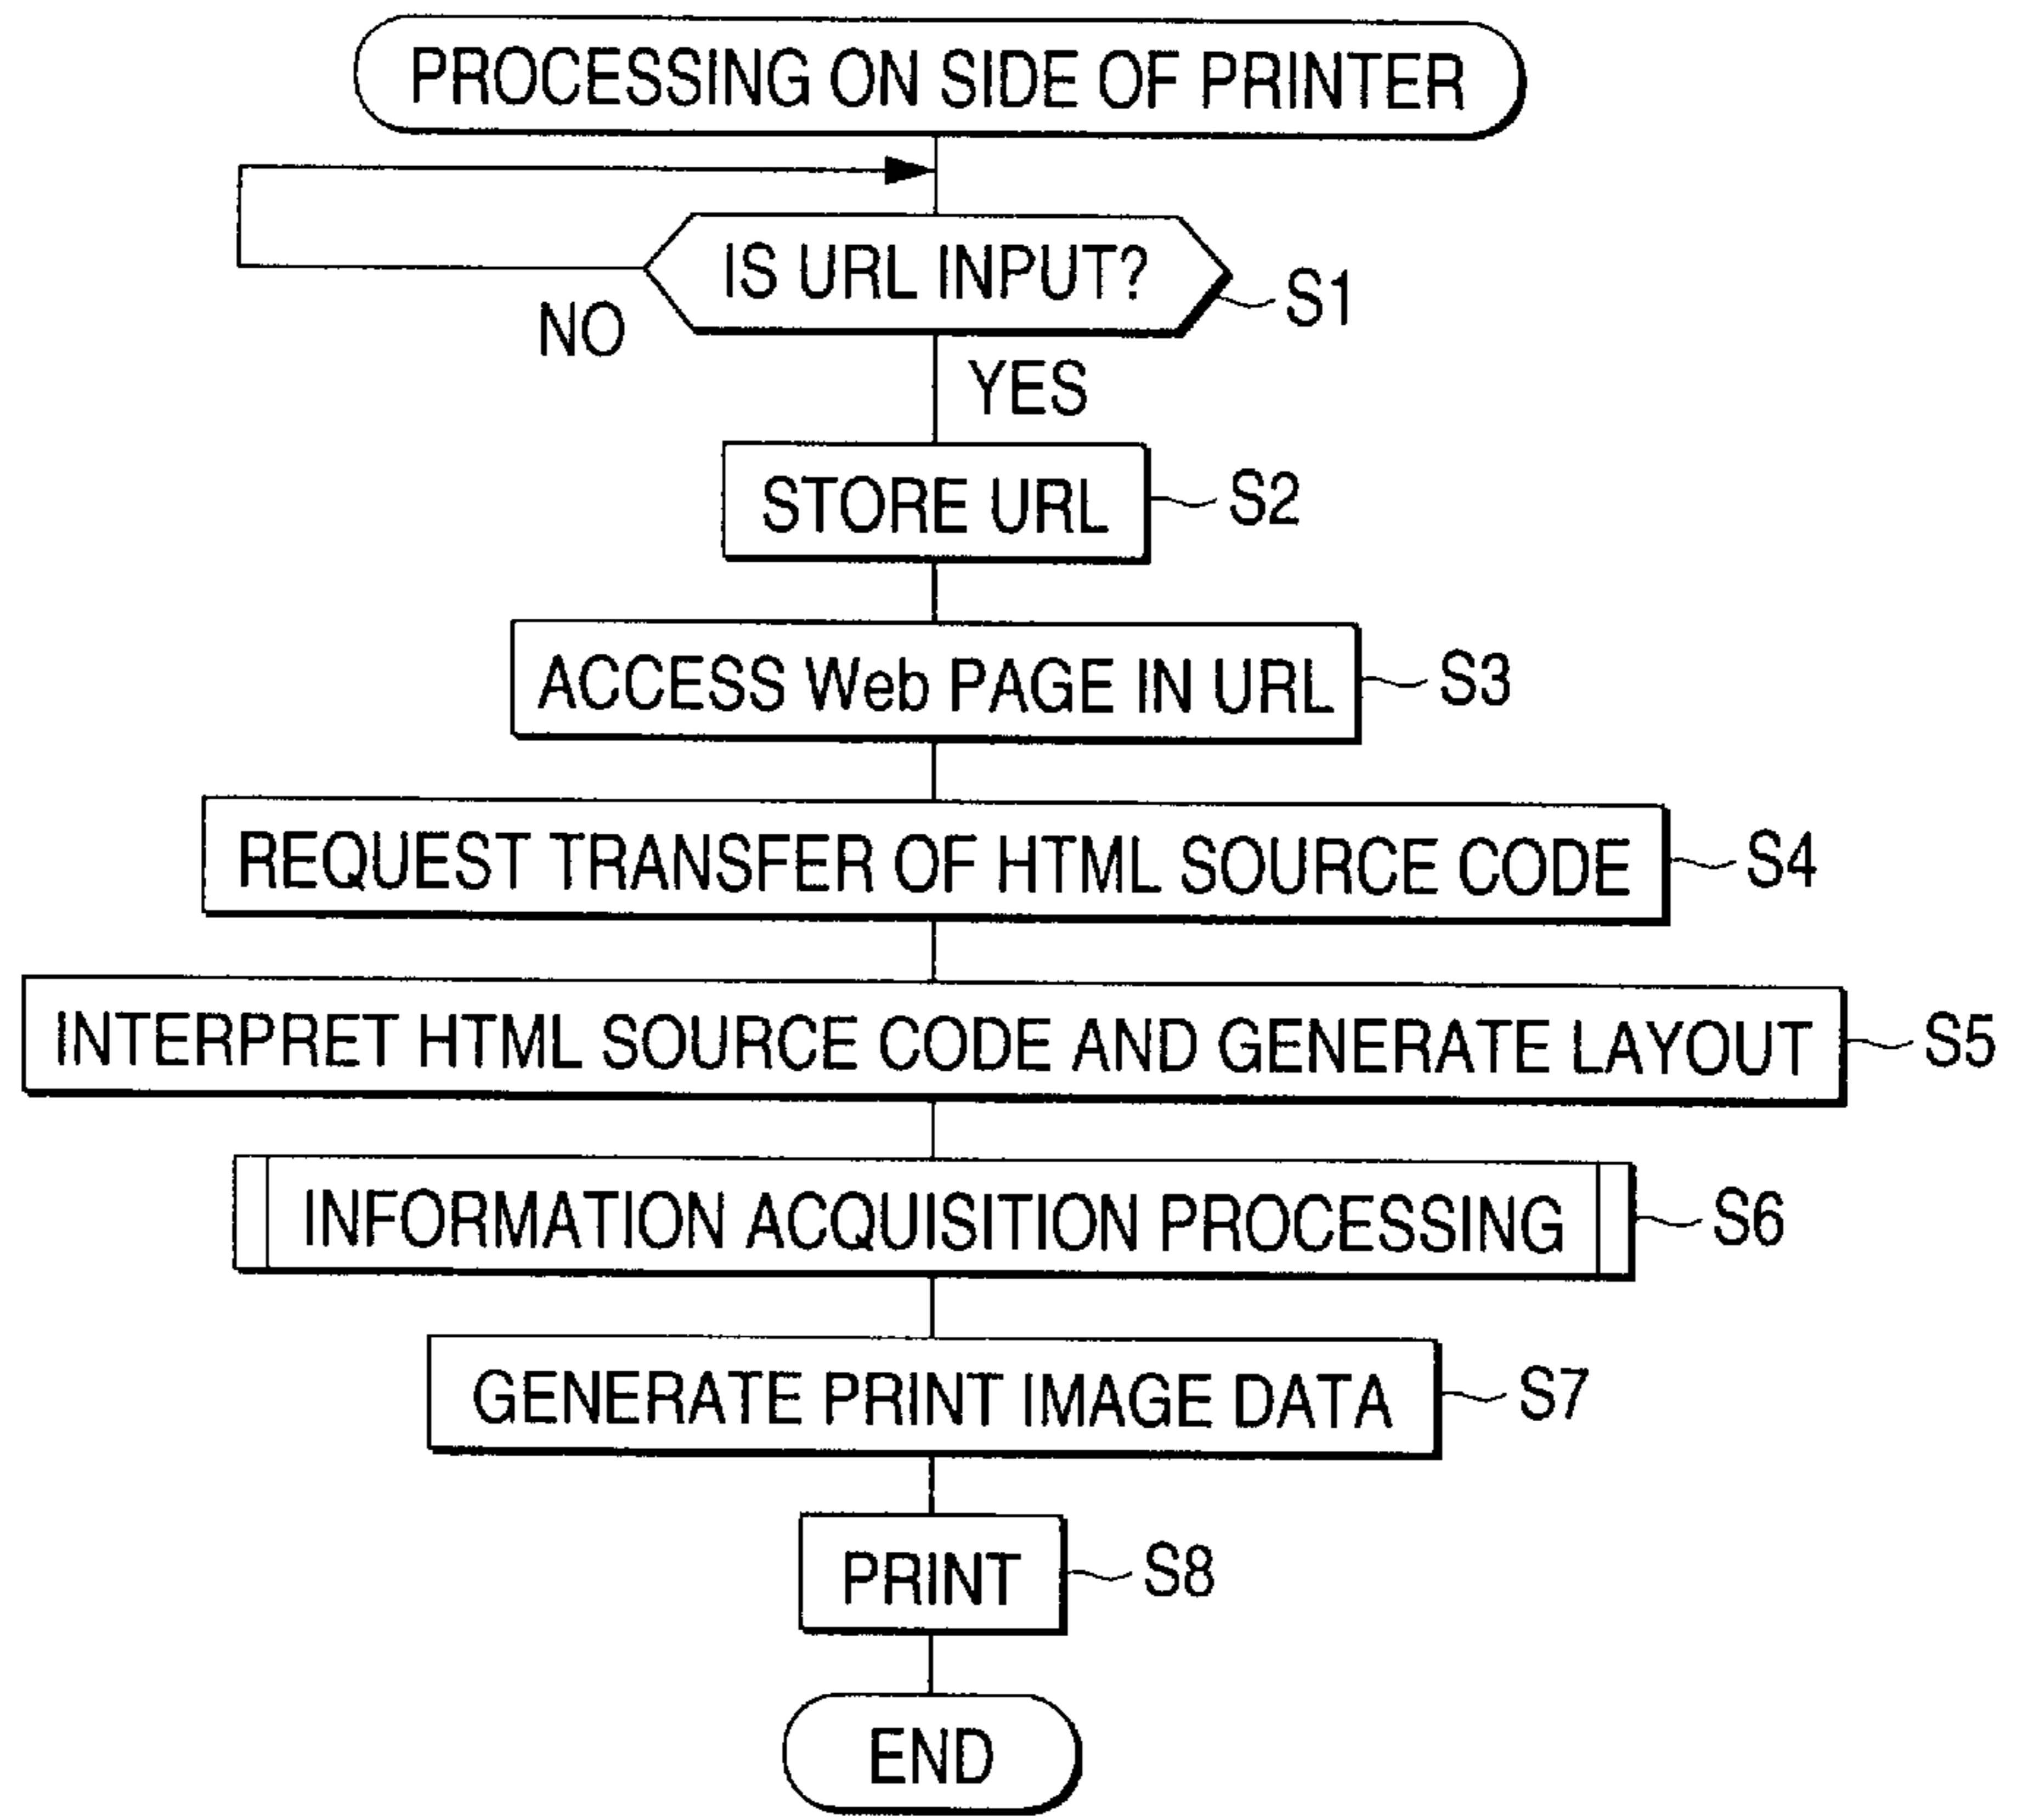 PROCESSING ON SIDE OF PRINTER
IS URL INPUT?
S1
NO
YES
STORE URL
S2
ACCESS Web PAGE IN URL
S3
REQUEST TRANSFER OF HTML SOURCE CODE
S4
INTERPRET HTML SOURCE CODE AND GENERATE LAYOUT
S5
INFORMATION ACQUISITION PROCESSING
S6
GENERATE PRINT IMAGE DATA
S7
PRINT
S8
END